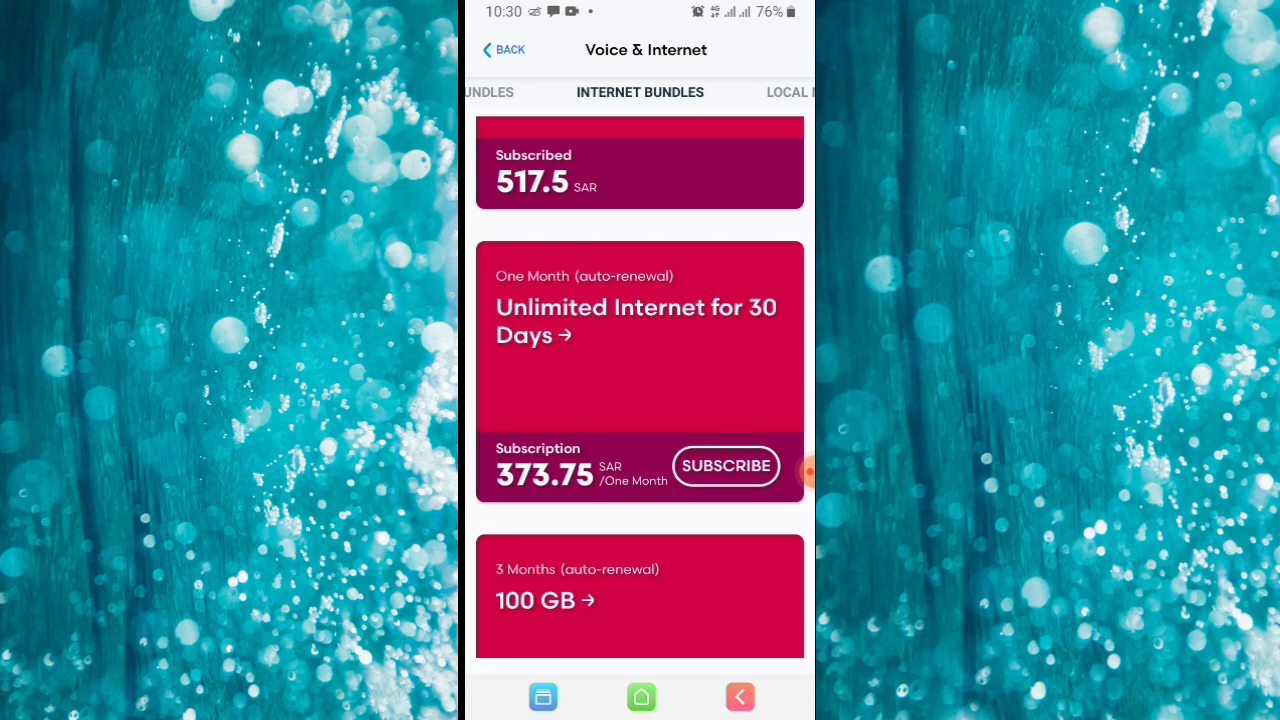 10:30
4G
76%
BACK
Voice & Internet
UNDLES
INTERNET BUNDLES
LOCAL
Subscribed
517.5 SAR
One Month (auto-renewal)
Unlimited Internet for 30
Days →
Subscription
373.75 SAR
/One Month
SUBSCRIBE
3 Months (auto-renewal)
100 GB →